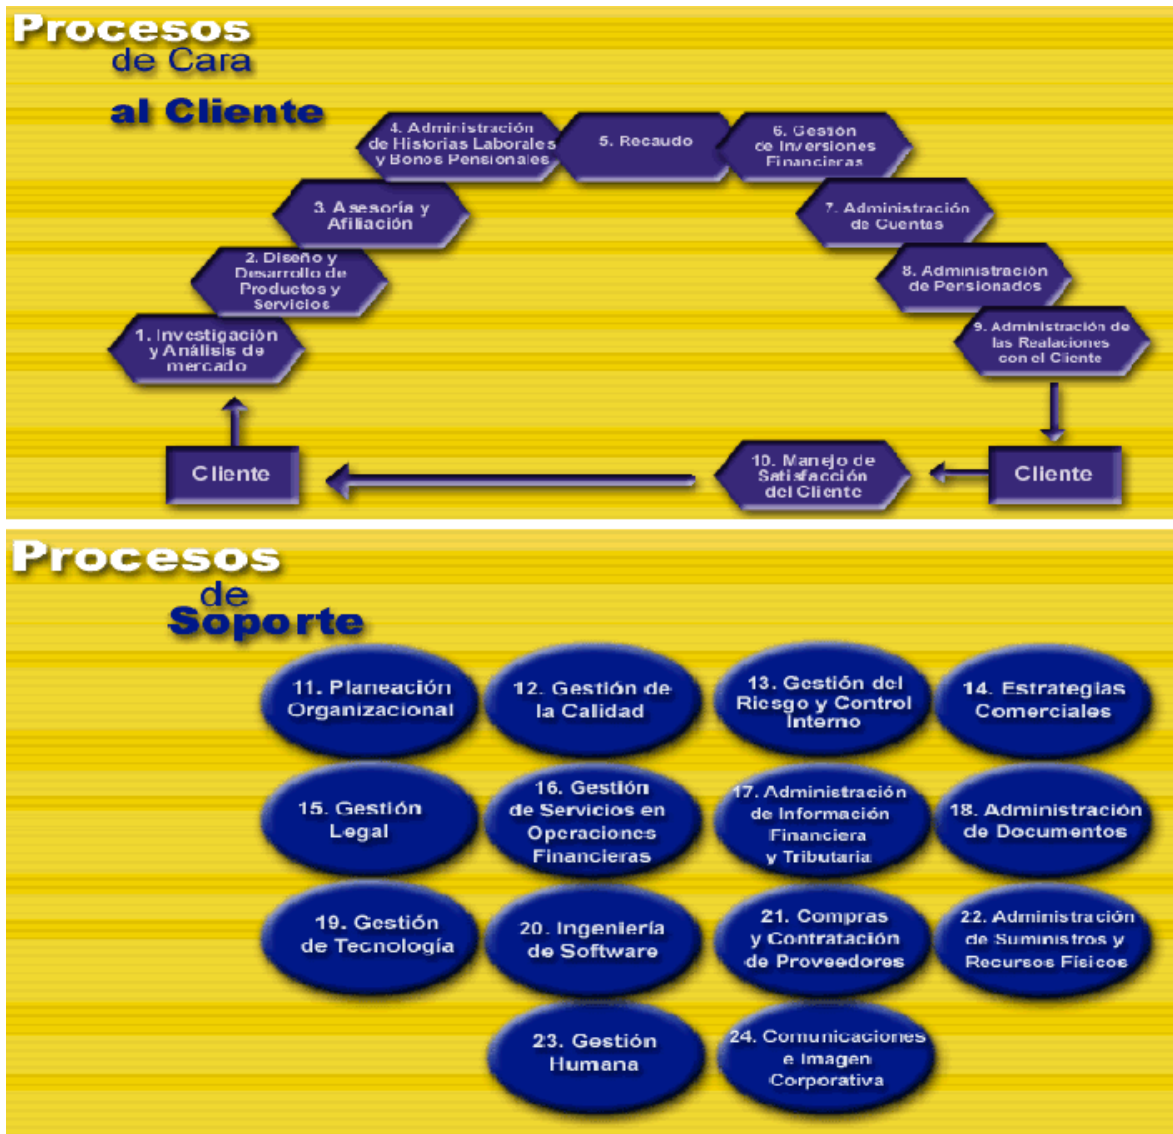 Procesos
de Cara
al Cliente
4. Administración
de Historias Laborales
y Bonos Pensionales
5. Recaudo
6. Gestión
de Inversiones
Financieras
3. Asesoría y
Afiliación
7. Administración
de Cuentas
2. Diseño y
Desarrollo de
Productos y
Servicios
8. Administración
de Pensionados
1. Investigación
y Análisis de
mercado
9. Administración de
las Realaciones
con el Cliente
Cliente
10. Manejo de
Satisfacción
del Cliente
Cliente
Procesos
de
Soporte
11. Planeación
Organizacional
12. Gestión de
la Calidad
13. Gestión del
Riesgo y Control
Interno
14. Estrategias
Comerciales
15. Gestión
Legal
16. Gestión
de Servicios en
Operaciones
Financieras
17. Administración
de Información
Financiera
y Tributaria
18. Administración
de Documentos
19. Gestión
de Tecnología
20. Ingeniería
de Software
21. Compras
y Contratación
de Proveedores
22. Administración
de Suministros y
Recursos Físicos
23. Gestión
Humana
24. Comunicaciones
e Imagen
Corporativa